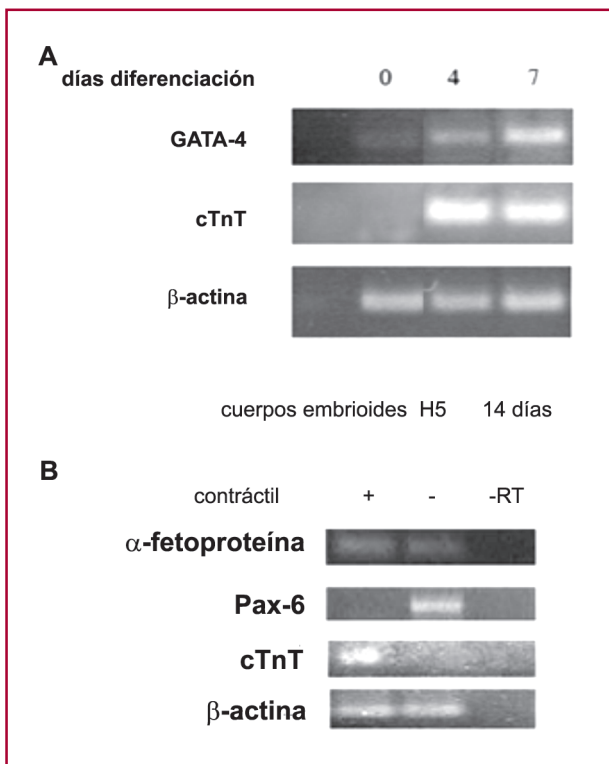 A
días diferenciación 0 4 7
GATA-4
cTnT
β-actina
cuerpos embrioides H5 14 días
B
contráctil + - -RT
α-fetoproteína
Pax-6
cTnT
β-actina